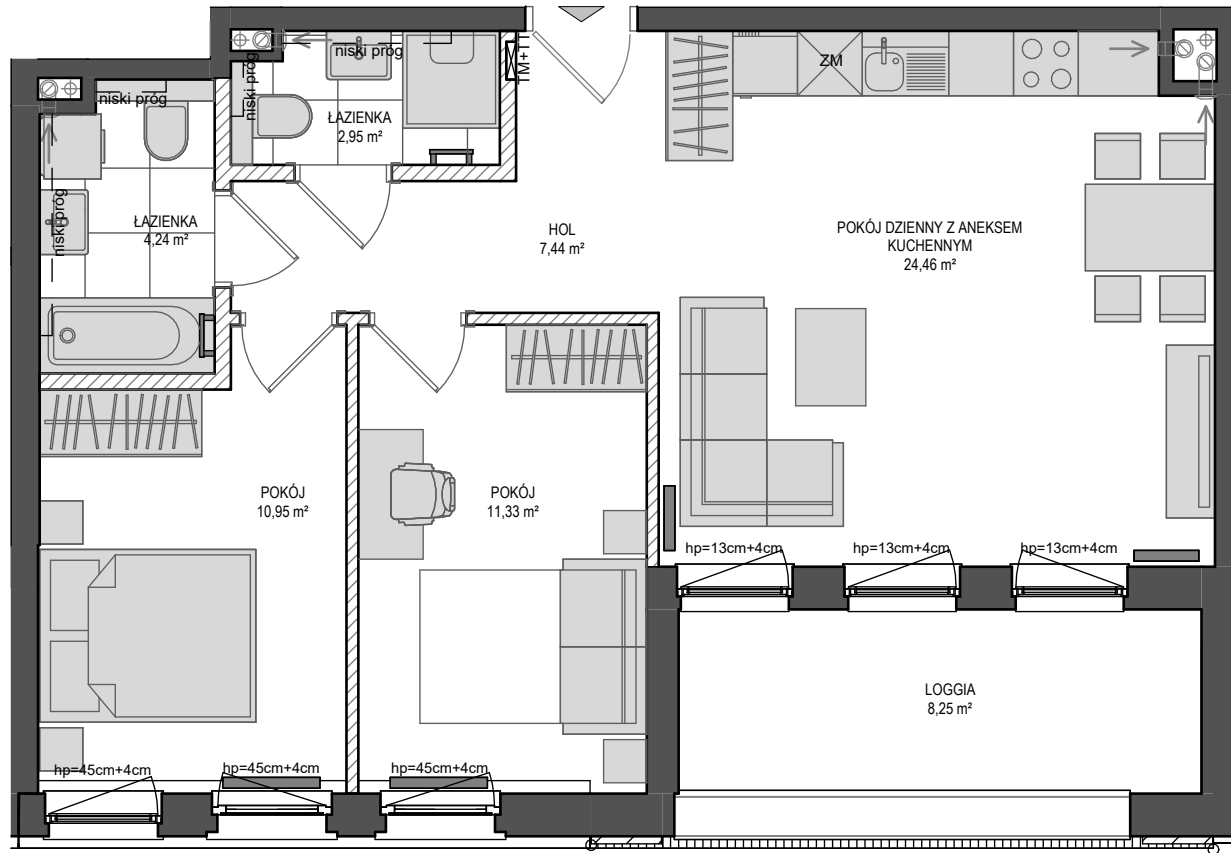 niski próg
niski próg
niski próg
niski próg
TM+TT
ZM
ŁAZIENKA
2,95 m²
ŁAZIENKA
4,24 m²
HOL
7,44 m²
POKÓJ DZIENNY Z ANEKSEM
KUCHENNYM
24,46 m²
POKÓJ
10,95 m²
POKÓJ
11,33 m²
hp=13cm+4cm
hp=13cm+4cm
hp=13cm+4cm
LOGGIA
8,25 m²
hp=45cm+4cm
hp=45cm+4cm
hp=45cm+4cm